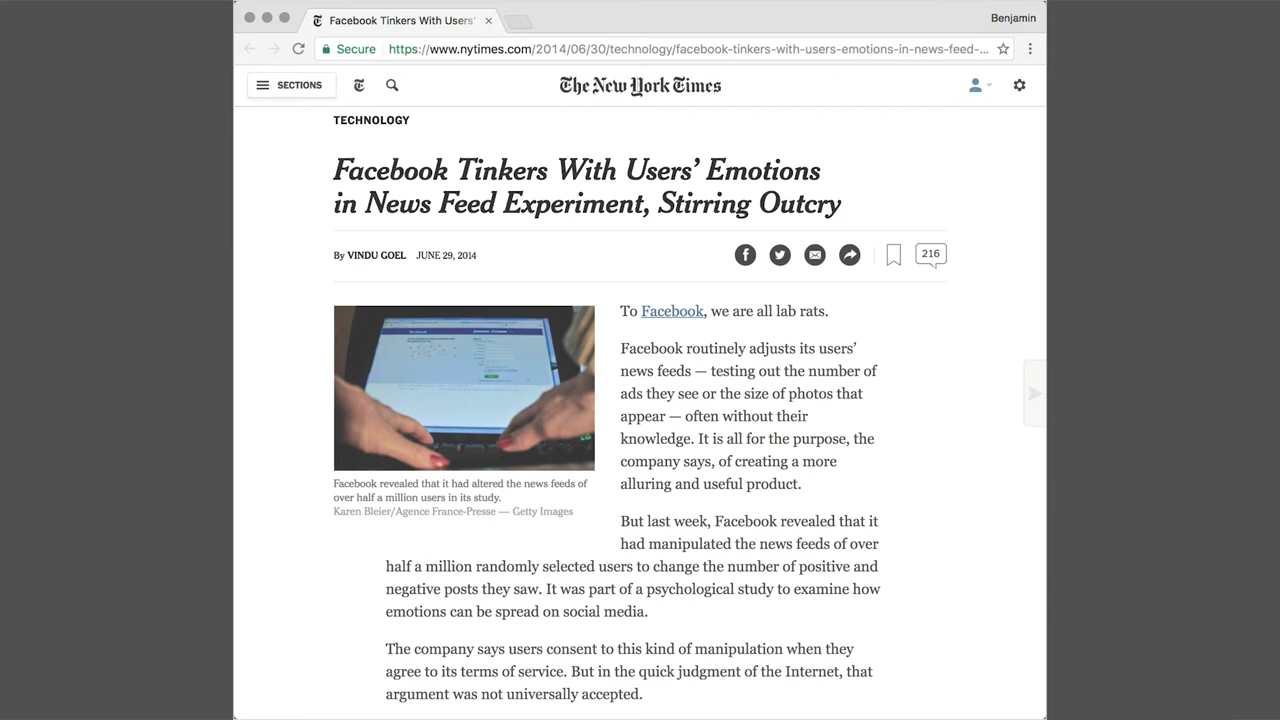 Facebook Tinkers With Users'
Benjamin
Secure https://www.nytimes.com/2014/06/30/technology/facebook-tinkers-with-users-emotions-in-news-feed-...
SECTIONS
The New York Times
TECHNOLOGY
Facebook Tinkers With Users’ Emotions
in News Feed Experiment, Stirring Outcry
By VINDU GOEL JUNE 29, 2014
216
Facebook revealed that it had altered the news feeds of
over half a million users in its study.
Karen Bleier/Agence France-Presse — Getty Images
To Facebook, we are all lab rats.
Facebook routinely adjusts its users’
news feeds — testing out the number of
ads they see or the size of photos that
appear — often without their
knowledge. It is all for the purpose, the
company says, of creating a more
alluring and useful product.
But last week, Facebook revealed that it
had manipulated the news feeds of over
half a million randomly selected users to change the number of positive and
negative posts they saw. It was part of a psychological study to examine how
emotions can be spread on social media.
The company says users consent to this kind of manipulation when they
agree to its terms of service. But in the quick judgment of the Internet, that
argument was not universally accepted.